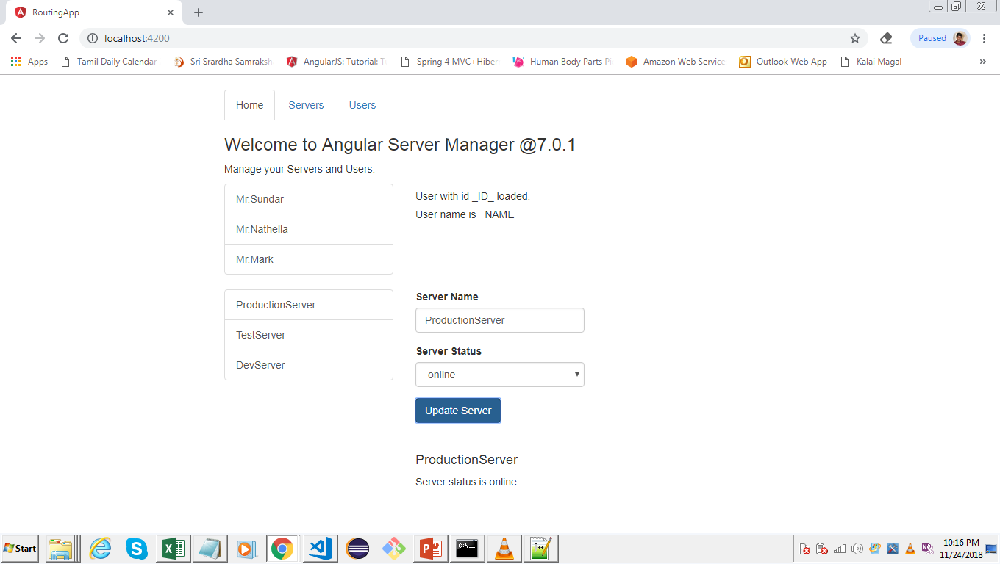 RoutingApp
localhost:4200
Paused
Apps
Tamil Daily Calendar
Sri Srardha Samraksh
AngularJS: Tutorial: T
Spring 4 MVC+Hiber
Human Body Parts Pi
Amazon Web Service
Outlook Web App
Kalai Magal
»
Home Servers Users
Welcome to Angular Server Manager @7.0.1
Manage your Servers and Users.
Mr.Sundar
Mr.Nathella
Mr.Mark
User with id _ID_ loaded.
User name is _NAME_
ProductionServer
TestServer
DevServer
Server Name
ProductionServer
Server Status
online
Update Server
ProductionServer
Server status is online
Start
10:16 PM
11/24/2018